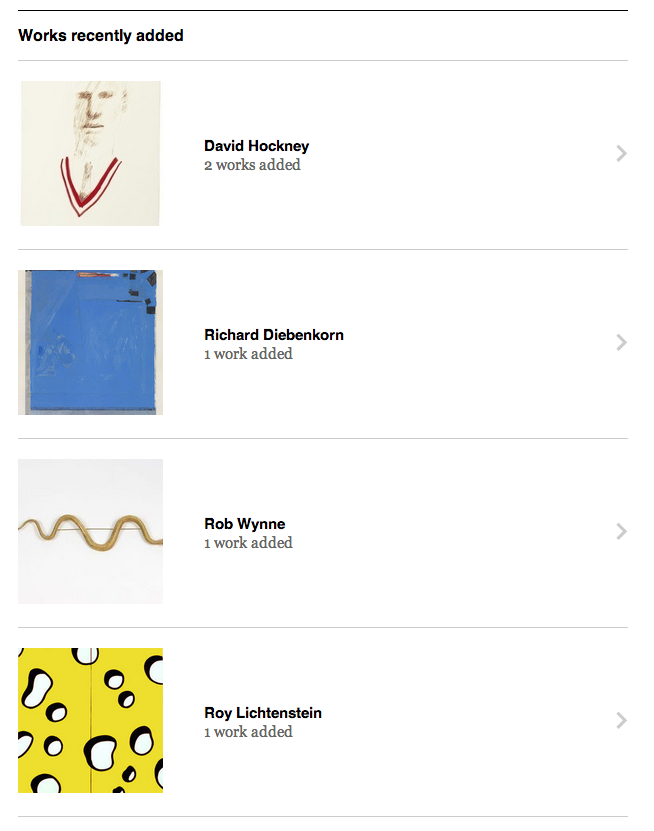 Works recently added
David Hockney
2 works added
Richard Diebenkorn
1 work added
Rob Wynne
1 work added
Roy Lichtenstein
1 work added